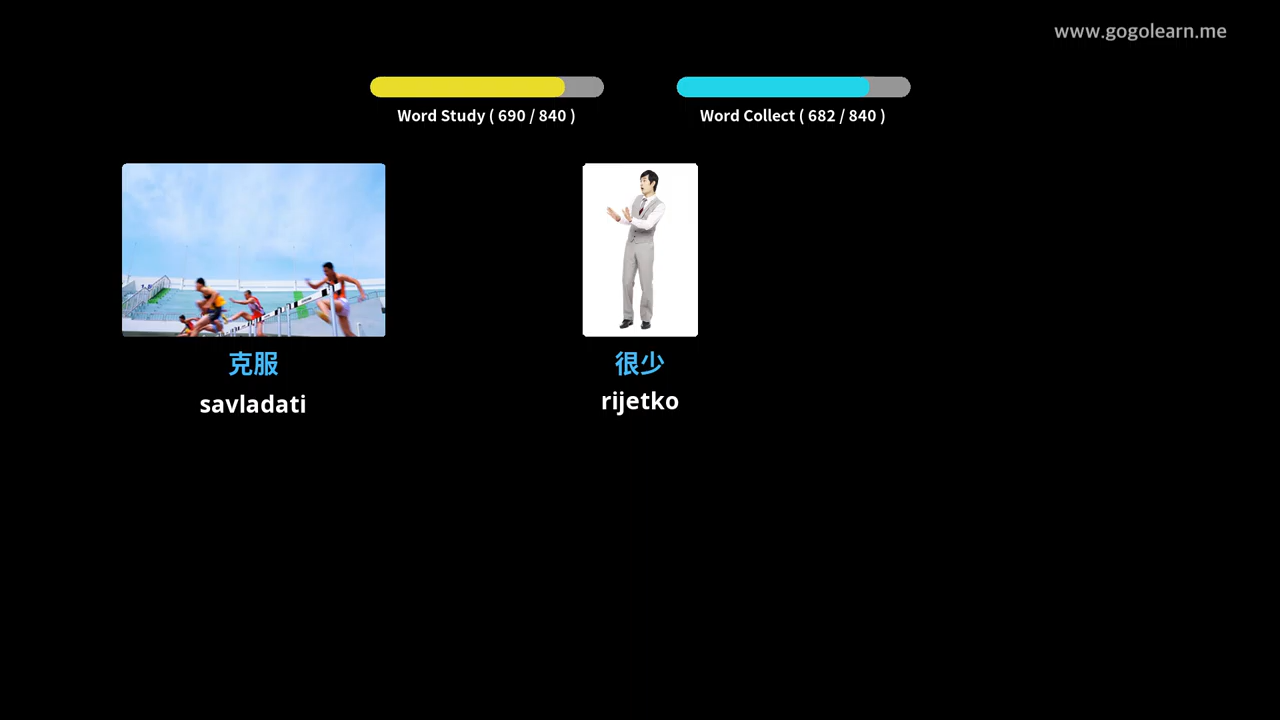 www.gogolearn.me
Word Study ( 690 / 840 )
Word Collect ( 682 / 840 )
克服
savladati
很少
rijetko